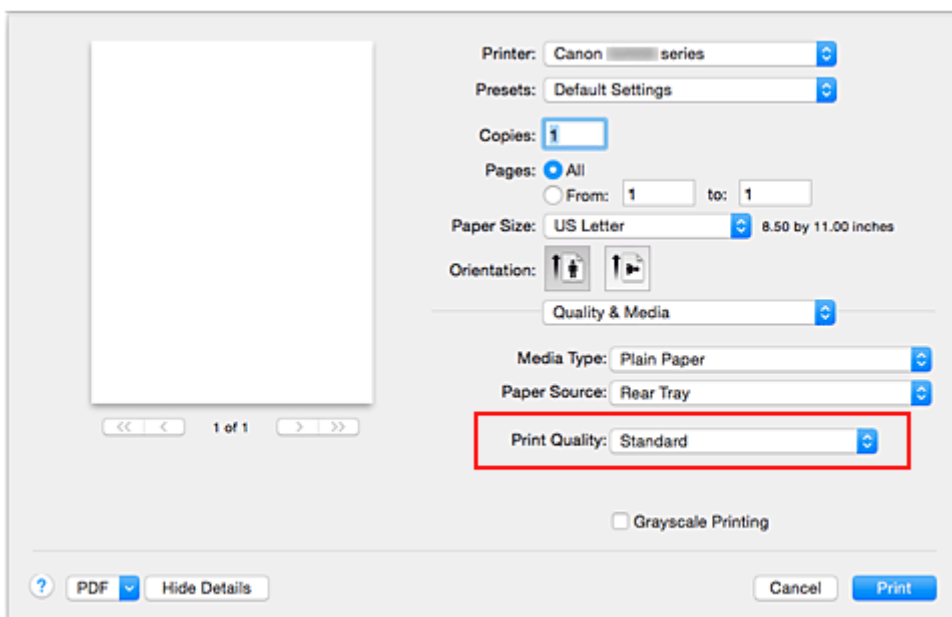 Printer: Canon series
Presets: Default Settings
Copies: 1
Pages: All
From: 1 to: 1
Paper Size: US Letter 8.50 by 11.00 inches
Orientation:
Quality & Media
Media Type: Plain Paper
Paper Source: Rear Tray
<< < 1 of 1 > >>
Print Quality: Standard
Grayscale Printing
? PDF Hide Details Cancel Print